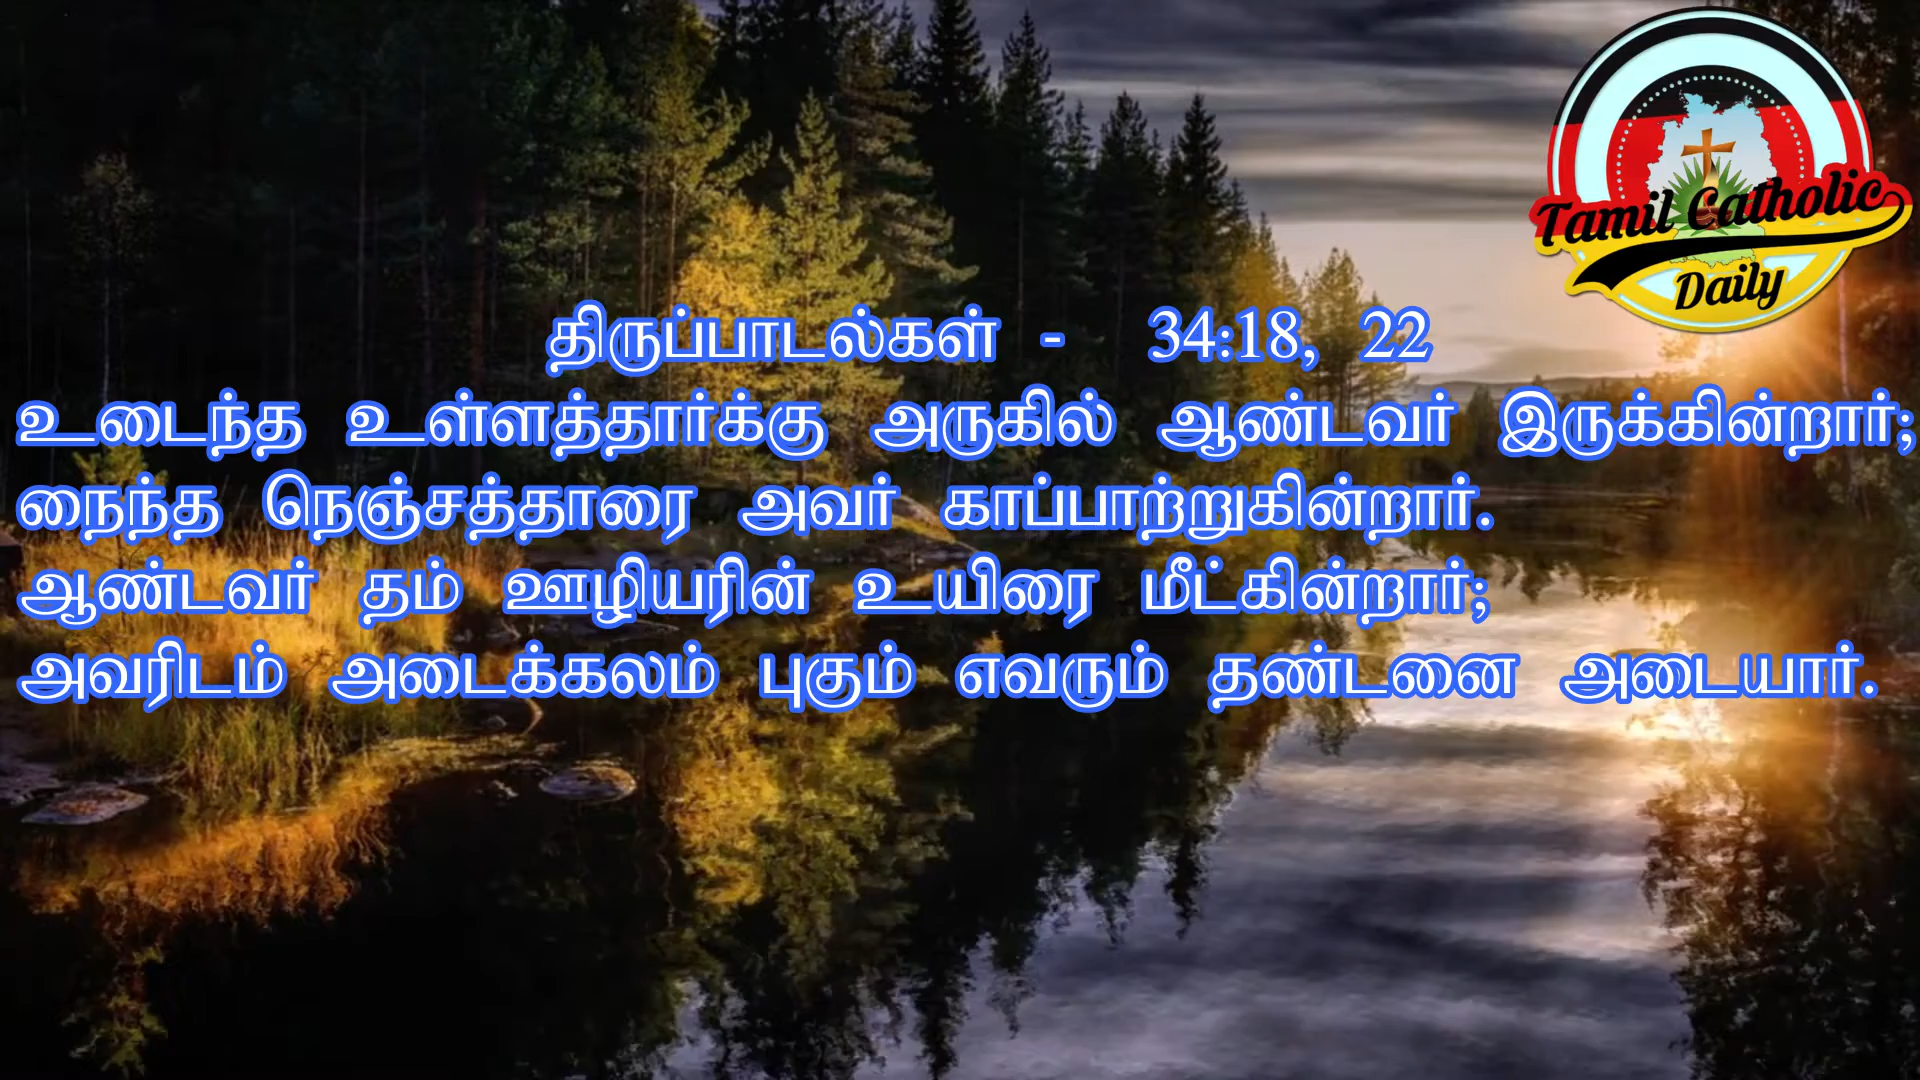 Tamil Catholic
Daily
திருப்பாடல்கள் - 34:18, 22
உடைந்த உள்ளத்தார்க்கு அருகில் ஆண்டவர் இருக்கின்றார்;
நைந்த நெஞ்சத்தாரை அவர் காப்பாற்றுகின்றார்.
ஆண்டவர் தம் ஊழியரின் உயிரை மீட்கின்றார்;
அவரிடம் அடைக்கலம் புகும் எவரும் தண்டனை அடையார்.